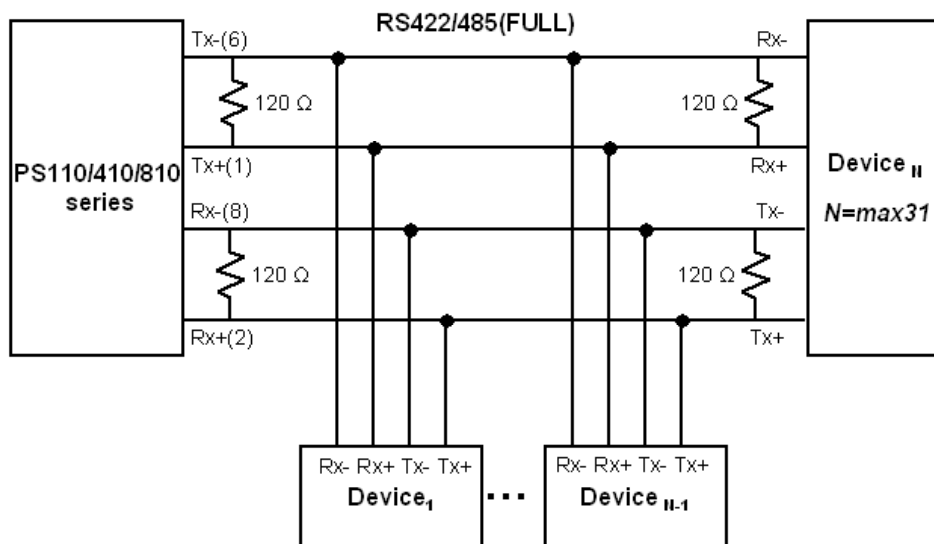 RS422/485(FULL)
Tx-(6)
Rx-
120 Ω
120 Ω
Tx+(1)
Rx+
PS110/410/810
series
Device N
N=max31
Rx-(8)
Tx-
120 Ω
120 Ω
Rx+(2)
Tx+
Rx- Rx+ Tx- Tx+
Device1
...
Rx- Rx+ Tx- Tx+
Device N-1